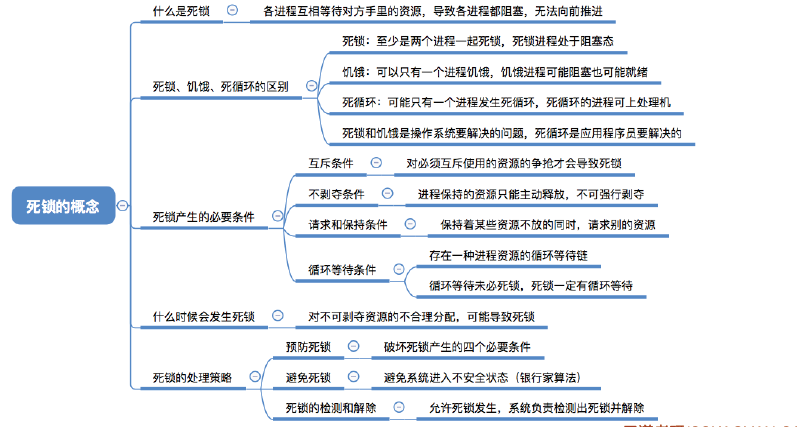 死锁的概念
什么是死锁
各进程互相等待对方手里的资源，导致各进程都阻塞，无法向前推进
死锁、饥饿、死循环的区别
死锁：至少是两个进程一起死锁，死锁进程处于阻塞态
饥饿：可以只有一个进程饥饿，饥饿进程可能阻塞也可能就绪
死循环：可能只有一个进程发生死循环，死循环的进程可上处理机
死锁和饥饿是操作系统要解决的问题，死循环是应用程序员要解决的
死锁产生的必要条件
互斥条件
对必须互斥使用的资源的争抢才会导致死锁
不剥夺条件
进程保持的资源只能主动释放，不可强行剥夺
请求和保持条件
保持着某些资源不放的同时，请求别的资源
循环等待条件
存在一种进程资源的循环等待链
循环等待未必死锁，死锁一定有循环等待
什么时候会发生死锁
对不可剥夺资源的不合理分配，可能导致死锁
死锁的处理策略
预防死锁
破坏死锁产生的四个必要条件
避免死锁
避免系统进入不安全状态（银行家算法）
死锁的检测和解除
允许死锁发生，系统负责检测出死锁并解除